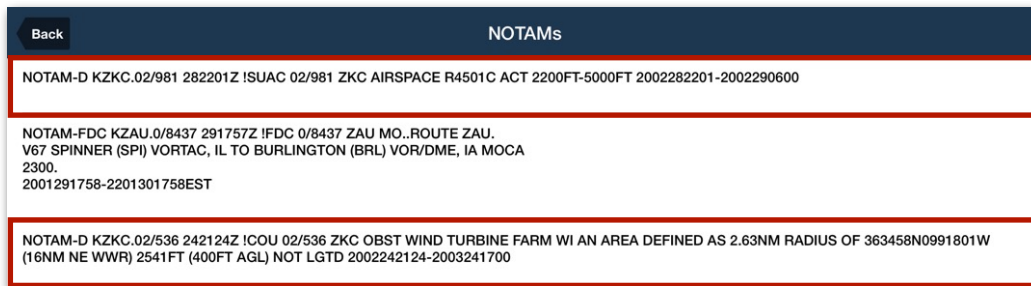 Back
NOTAMs
NOTAM-D KZKC.02/981 282201Z !SUAC 02/981 ZKC AIRSPACE R4501C ACT 2200FT-5000FT 2002282201-2002290600
NOTAM-FDC KZAU.0/8437 291757Z !FDC 0/8437 ZAU MO..ROUTE ZAU.
V67 SPINNER (SPI) VORTAC, IL TO BURLINGTON (BRL) VOR/DME, IA MOCA
2300.
2001291758-2201301758EST
NOTAM-D KZKC.02/536 242124Z !COU 02/536 ZKC OBST WIND TURBINE FARM WI AN AREA DEFINED AS 2.63NM RADIUS OF 363458N0991801W
(16NM NE WWR) 2541FT (400FT AGL) NOT LGTD 2002242124-2003241700